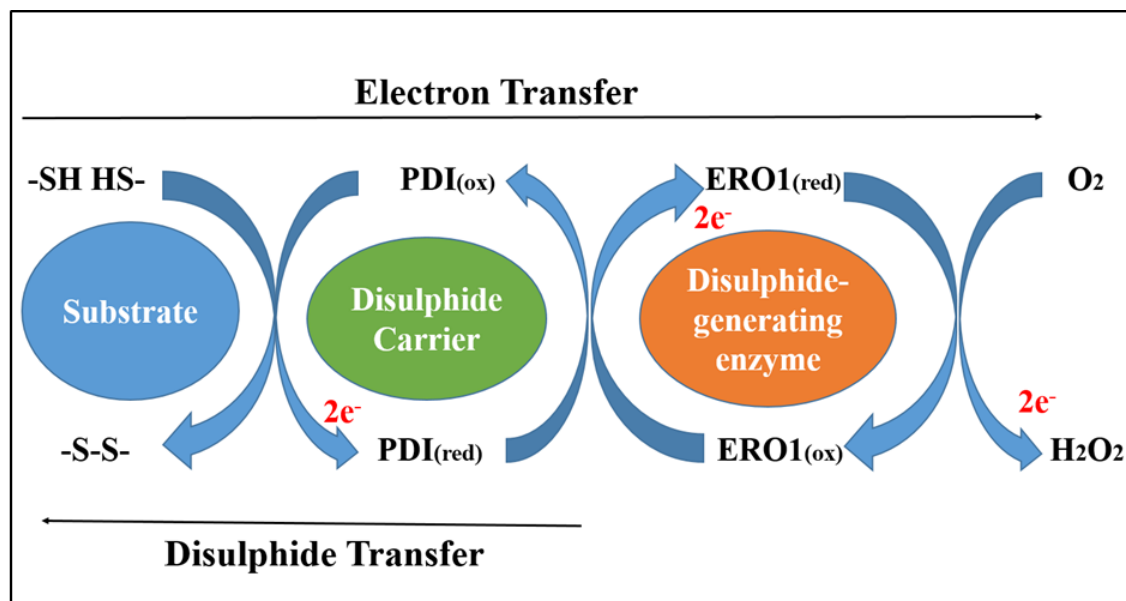 Electron Transfer
-SH HS-
PDI(ox)
ERO1(red)
O2
2e-
Substrate
Disulphide
Carrier
Disulphide-
generating
enzyme
2e-
2e-
-S-S-
PDI(red)
ERO1(ox)
H2O2
Disulphide Transfer